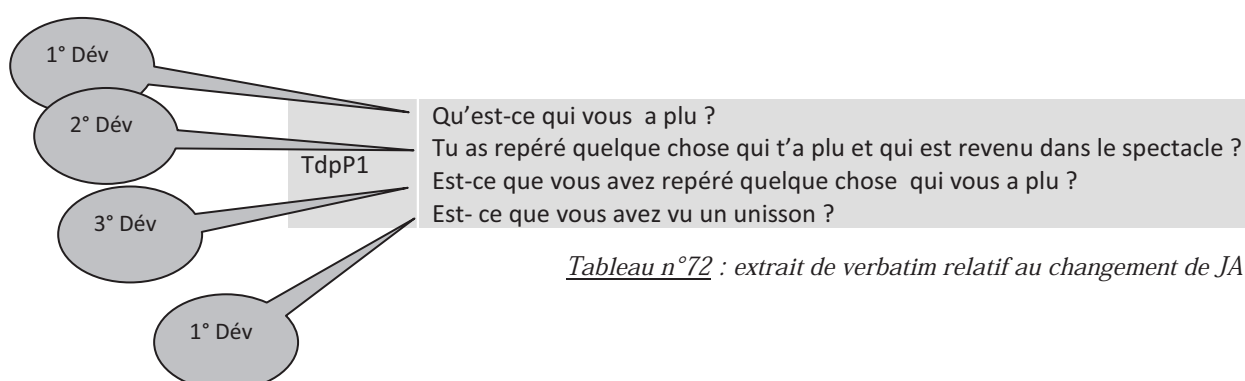 1° Dév
2° Dév
3° Dév
1° Dév
TdpP1
Qu’est-ce qui vous  a plu ?
Tu as repéré quelque chose qui t’a plu et qui est revenu dans le spectacle ?
Est-ce que vous avez repéré quelque chose  qui vous a plu ?
Est- ce que vous avez vu un unisson ?
Tableau n°72 : extrait de verbatim relatif au changement de JA